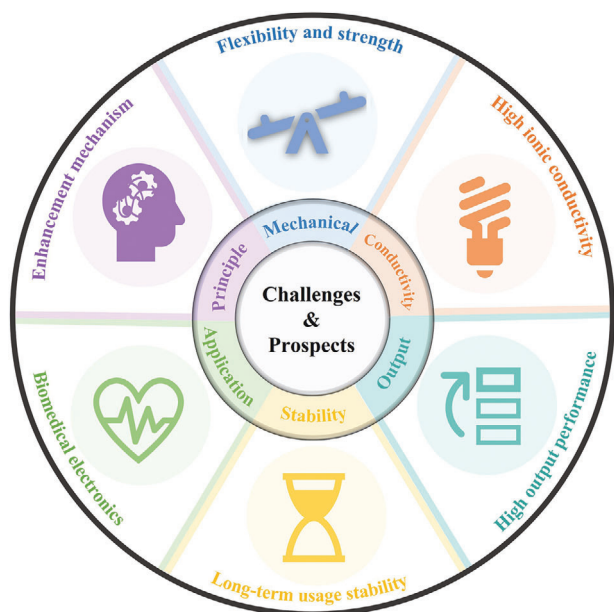 Flexibility and strength
High ionic conductivity
High output performance
Long-term usage stability
Biomedical electronics
Enhancement mechanism
Mechanical
Conductivity
Output
Stability
Application
Principle
Challenges
&
Prospects